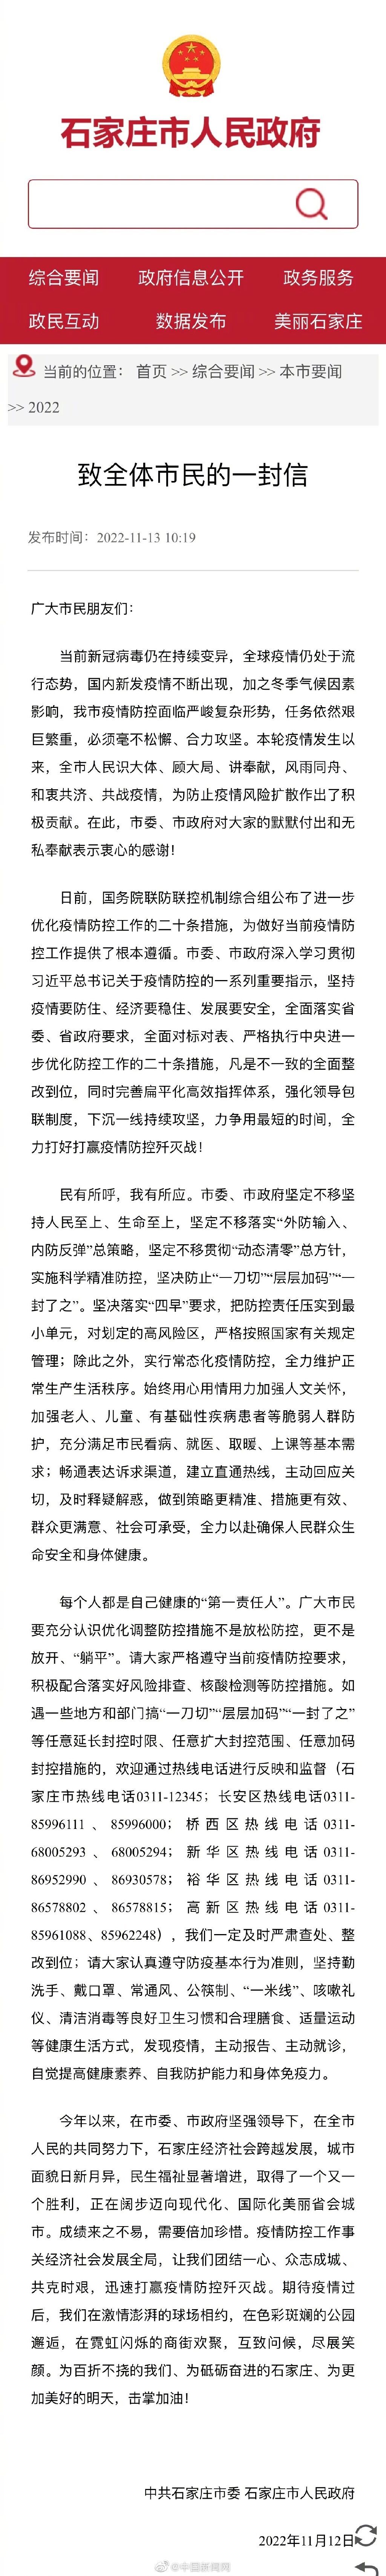 石家庄市人民政府
综合要闻 政府信息公开 政务服务
政民互动 数据发布 美丽石家庄
当前的位置： 首页 >> 综合要闻 >> 本市要闻
>> 2022
致全体市民的一封信
发布时间：2022-11-13 10:19
广大市民朋友们：
当前新冠病毒仍在持续变异，全球疫情仍处于流
行态势，国内新发疫情不断出现，加之冬季气候因素
影响，我市疫情防控面临严峻复杂形势，任务依然艰
巨繁重，必须毫不松懈、合力攻坚。本轮疫情发生以
来，全市人民识大体、顾大局、讲奉献，风雨同舟、
和衷共济、共战疫情，为防止疫情风险扩散作出了积
极贡献。在此，市委、市政府对大家的默默付出和无
私奉献表示衷心的感谢！
日前，国务院联防联控机制综合组公布了进一步
优化疫情防控工作的二十条措施，为做好当前疫情防
控工作提供了根本遵循。市委、市政府深入学习贯彻
习近平总书记关于疫情防控的一系列重要指示，坚持
疫情要防住、经济要稳住、发展要安全，全面落实省
委、省政府要求，全面对标对表、严格执行中央进一
步优化防控工作的二十条措施，凡是不一致的全面整
改到位，同时完善扁平化高效指挥体系，强化领导包
联制度，下沉一线持续攻坚，力争用最短的时间，全
力打好打赢疫情防控歼灭战！
民有所呼，我有所应。市委、市政府坚定不移坚
持人民至上、生命至上，坚定不移落实“外防输入、
内防反弹”总策略，坚定不移贯彻“动态清零”总方针，
实施科学精准防控，坚决防止“一刀切”“层层加码”“一
封了之”。坚决落实“四早”要求，把防控责任压实到最
小单元，对划定的高风险区，严格按照国家有关规定
管理；除此之外，实行常态化疫情防控，全力维护正
常生产生活秩序。始终用心用情用力加强人文关怀，
加强老人、儿童、有基础性疾病患者等脆弱人群防
护，充分满足市民看病、就医、取暖、上课等基本需
求；畅通表达诉求渠道，建立直通热线，主动回应关
切，及时释疑解惑，做到策略更精准、措施更有效、
群众更满意、社会可承受，全力以赴确保人民群众生
命安全和身体健康。
每个人都是自己健康的“第一责任人”。广大市民
要充分认识优化调整防控措施不是放松防控，更不是
放开、“躺平”。请大家严格遵守当前疫情防控要求，
积极配合落实好风险排查、核酸检测等防控措施。如
遇一些地方和部门搞“一刀切”“层层加码”“一封了之”
等任意延长封控时限、任意扩大封控范围、任意加码
封控措施的，欢迎通过热线电话进行反映和监督（石
家庄市热线电话0311-12345；长安区热线电话0311-
85996111、85996000；桥西区热线电话0311-
68005293、68005294；新华区热线电话0311-
86952990、86930578；裕华区热线电话0311-
86578802、86578815；高新区热线电话0311-
85961088、85962248），我们一定及时严肃查处、整
改到位；请大家认真遵守防疫基本行为准则，坚持勤
洗手、戴口罩、常通风、公筷制、“一米线”、咳嗽礼
仪、清洁消毒等良好卫生习惯和合理膳食、适量运动
等健康生活方式，发现疫情，主动报告、主动就诊，
自觉提高健康素养、自我防护能力和身体免疫力。
今年以来，在市委、市政府坚强领导下，在全市
人民的共同努力下，石家庄经济社会跨越发展，城市
面貌日新月异，民生福祉显著增进，取得了一个又一
个胜利，正在阔步迈向现代化、国际化美丽省会城
市。成绩来之不易，需要倍加珍惜。疫情防控工作事
关经济社会发展全局，让我们团结一心、众志成城、
共克时艰，迅速打赢疫情防控歼灭战。期待疫情过
后，我们在激情澎湃的球场相约，在色彩斑斓的公园
邂逅，在霓虹闪烁的商街欢聚，互致问候，尽展笑
颜。为百折不挠的我们、为砥砺奋进的石家庄、为更
加美好的明天，击掌加油！
中共石家庄市委 石家庄市人民政府
2022年11月12日
@中国新闻网